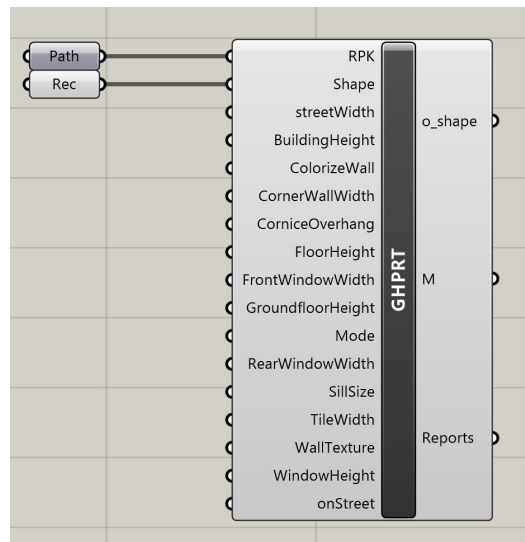 Path
Rec
RPK
Shape
streetWidth
BuildingHeight
ColorizeWall
CornerWallWidth
CorniceOverhang
FloorHeight
FrontWindowWidth
GroundfloorHeight
Mode
RearWindowWidth
SillSize
TileWidth
WallTexture
WindowHeight
onStreet
GHPRT
o_shape
M
Reports